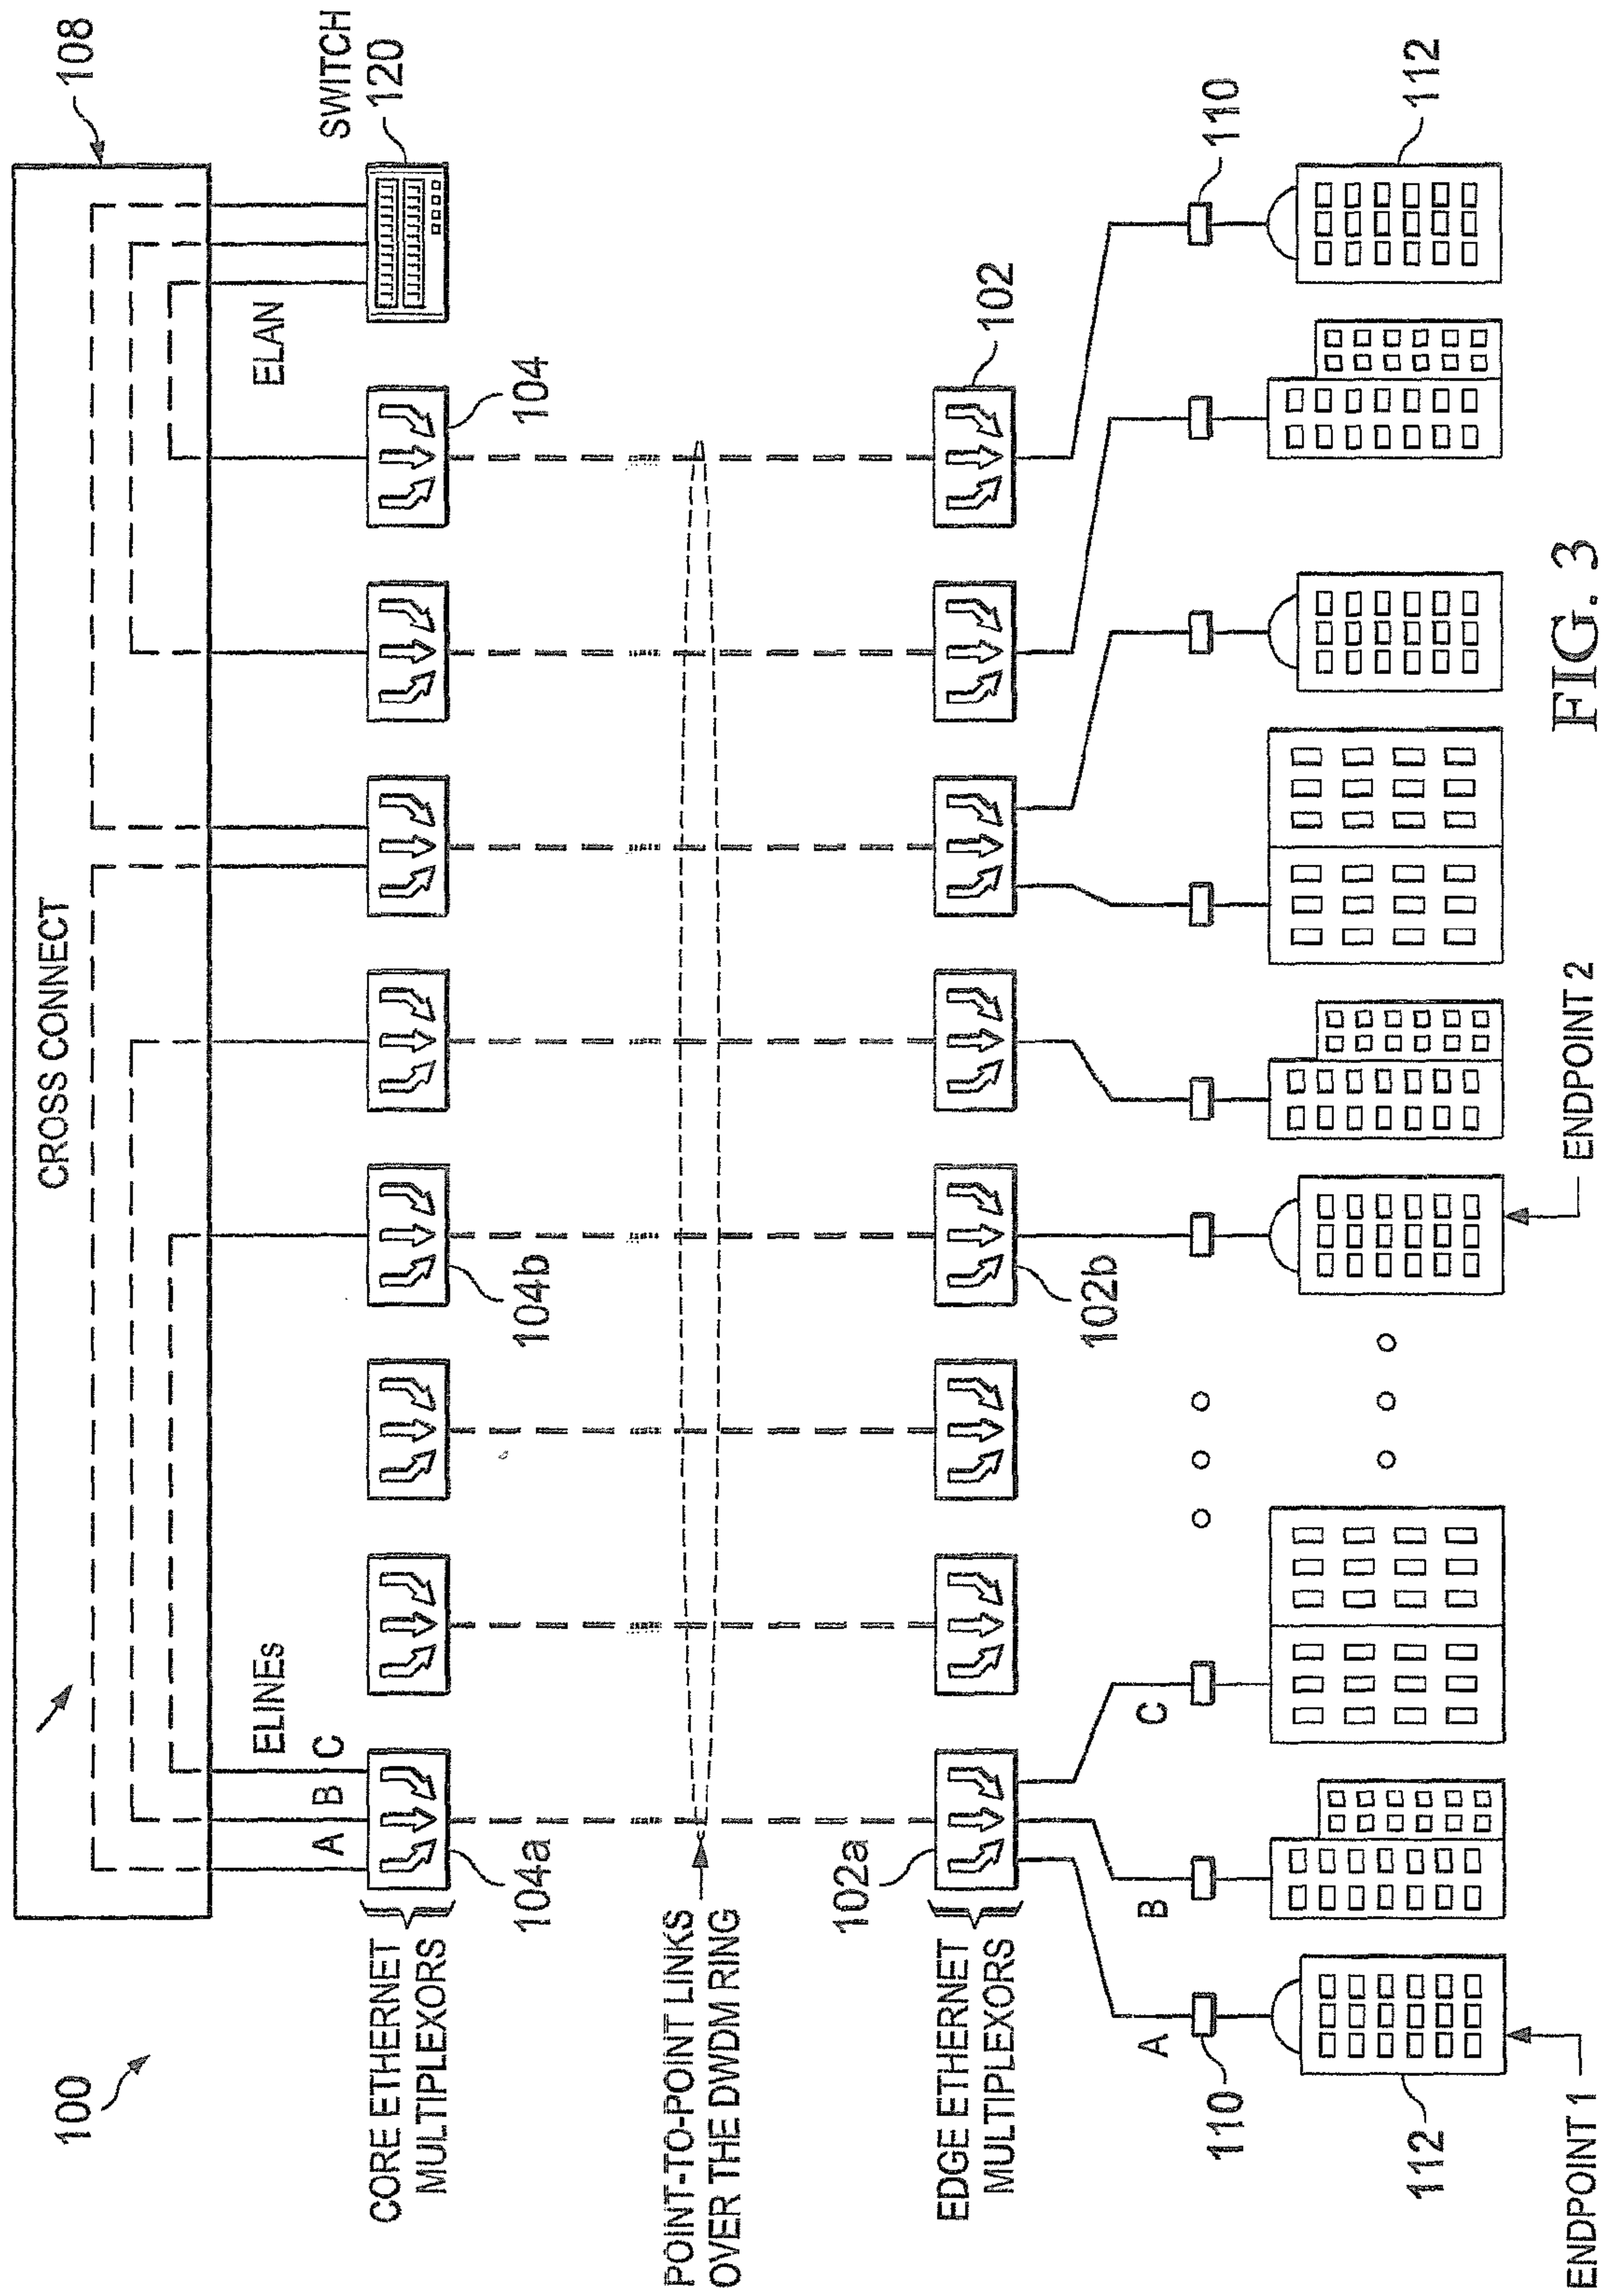 100
CROSS CONNECT
108
ELINEs
A B C
ELAN
SWITCH
120
CORE ETHERNET
MULTIPLEXORS
104a
104b
104
POINT-TO-POINT LINKS
OVER THE DWDM RING
EDGE ETHERNET
MULTIPLEXORS
102a
102b
102
A
B
C
110
110
112
112
ENDPOINT 1
ENDPOINT 2
FIG. 3